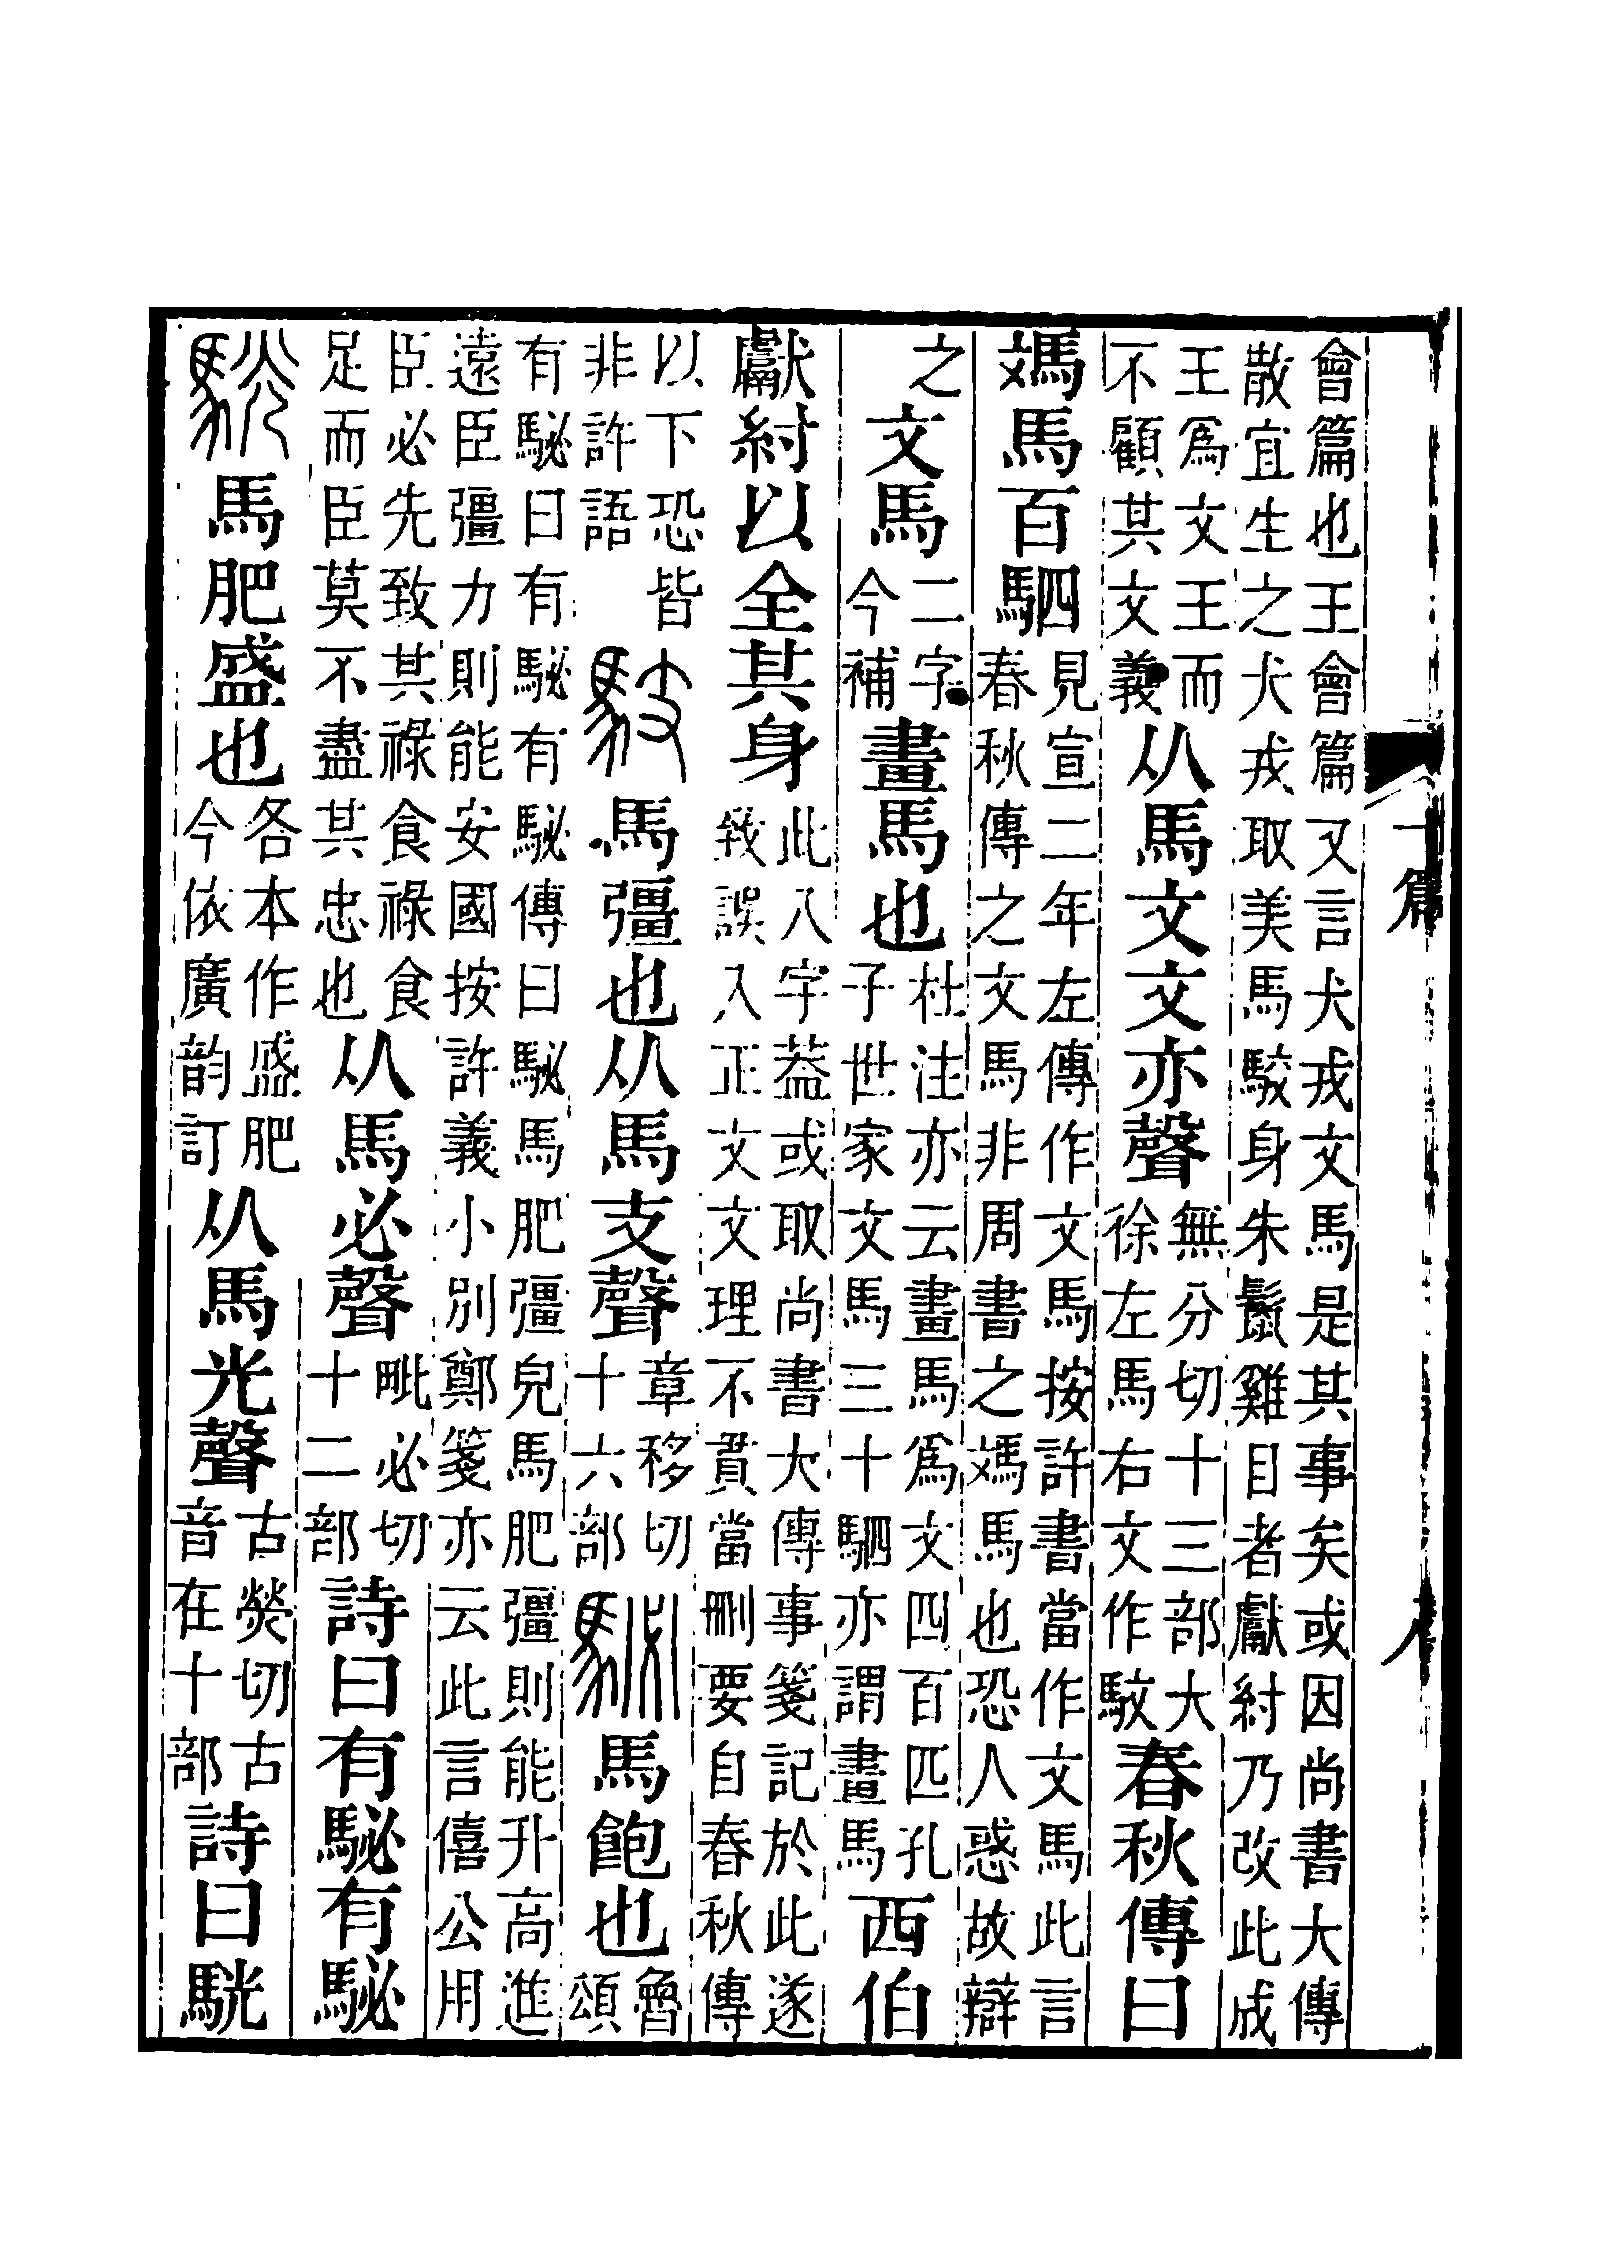 會篇也王會篇又言犬戎文馬是其事矣或因尚書大傳
散宜生之犬戎取美馬駮身朱鬣雞目者獻紂乃改此成
王爲文王而
不顧其文義
从馬文文亦聲
無分切十三部大
徐左馬右文作馼
春秋傳曰
媽馬百駟
見宣二年左傳作文馬按許書當作文馬此言
春秋傳之文馬非周書之媽馬也恐人惑故辯
之
文馬
二字
今補
畫馬也
杜注亦云畫馬爲文四百匹孔
子世家文馬三十駟亦謂畫馬
西伯
獻紂以全其身
此八字葢或取尚書大傳事箋記於此遂
致誤入正文文理不貫當刪要自春秋傳
以下恐皆
非許語
馶
馬彊也
从馬支聲
章移切
十六部
駜
馬飽也
魯
頌
有駜曰有駜有駜傳曰駜馬肥彊皃馬肥彊則能升高進
遠臣彊力則能安國按許義小別鄭箋亦云此言僖公用
臣必先致其祿食祿食
足而臣莫不盡其忠也
从馬必聲
毗必切
十二部
詩曰有駜有駜
駫
馬肥盛也
各本作盛肥
今依廣韵訂
从馬光聲
古熒切古
音在十部
詩曰駫
十篇
八